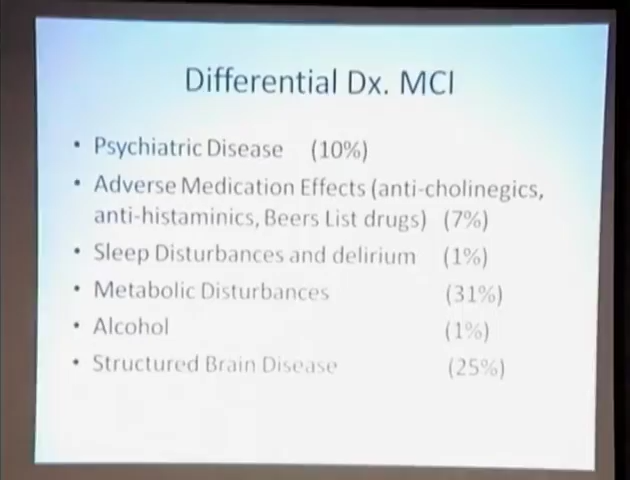 Differential Dx. MCI
• Psychiatric Disease (10%)
• Adverse Medication Effects (anti-cholinegics,
anti-histaminics, Beers List drugs) (7%)
• Sleep Disturbances and delirium (1%)
• Metabolic Disturbances (31%)
• Alcohol (1%)
• Structured Brain Disease (25%)